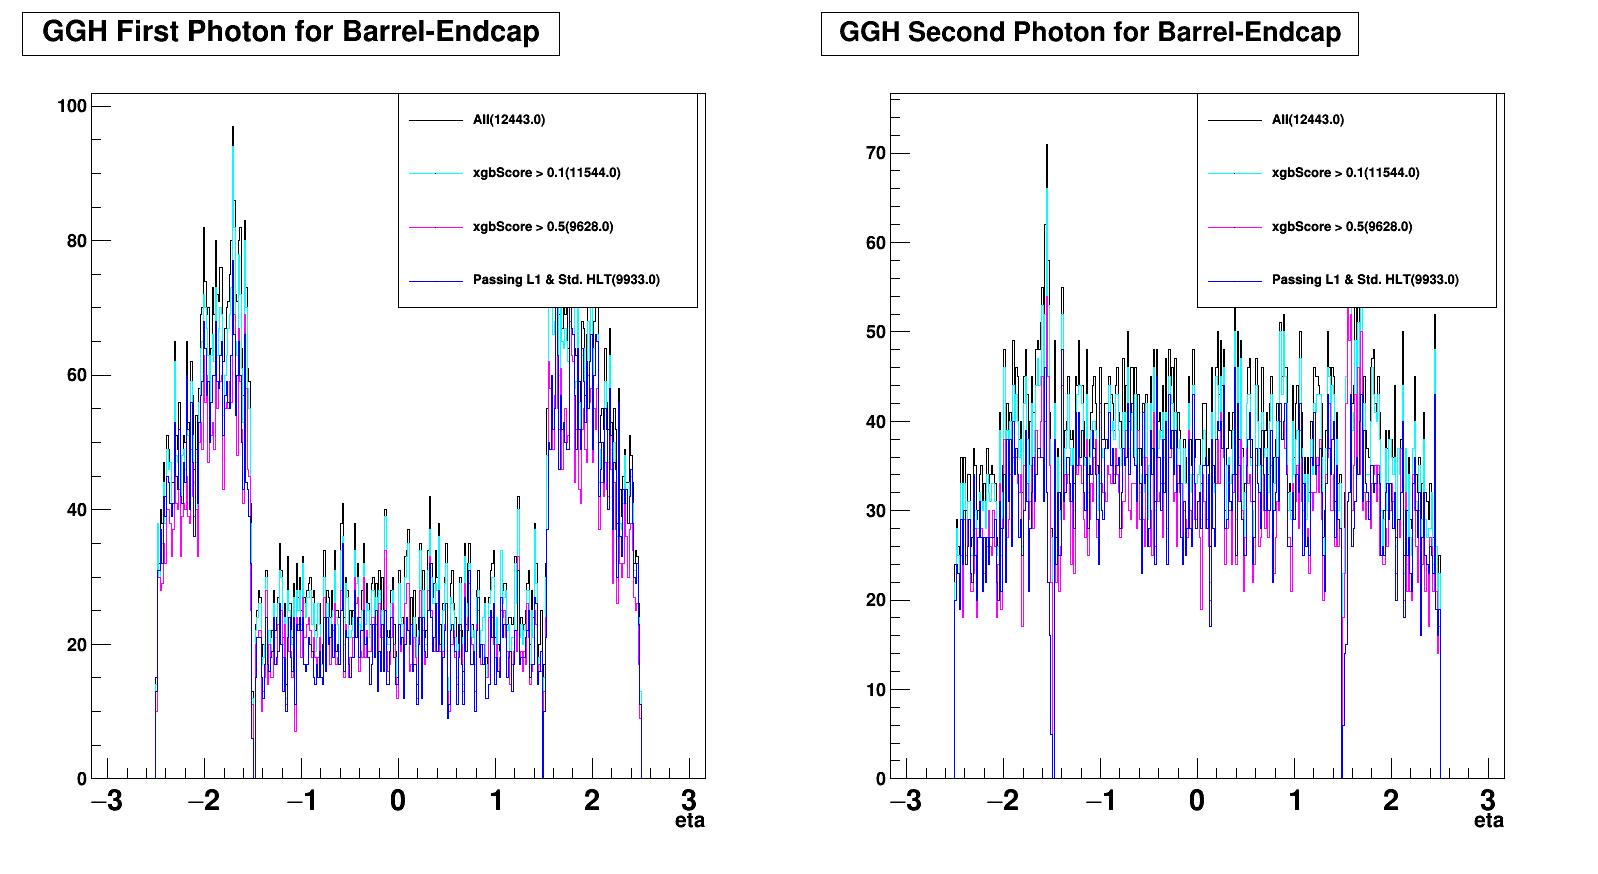 GGH First Photon for Barrel-Endcap
100
80
60
40
20
0
−3 −2 −1 0 1 2 3
eta
All(12443.0)
xgbScore > 0.1(11544.0)
xgbScore > 0.5(9628.0)
Passing L1 & Std. HLT(9933.0)
GGH Second Photon for Barrel-Endcap
70
60
50
40
30
20
10
0
−3 −2 −1 0 1 2 3
eta
All(12443.0)
xgbScore > 0.1(11544.0)
xgbScore > 0.5(9628.0)
Passing L1 & Std. HLT(9933.0)